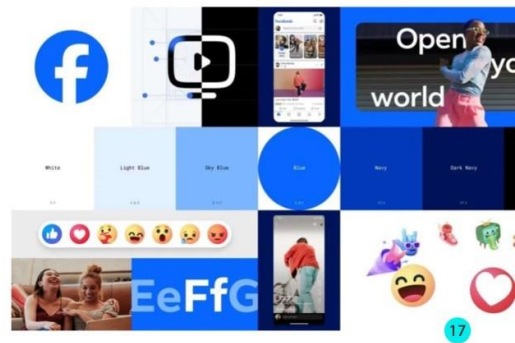 facebook
Open
yo
world
White
Light Blue
Sky Blue
Blue
Navy
Dark Navy
EeFfG
17